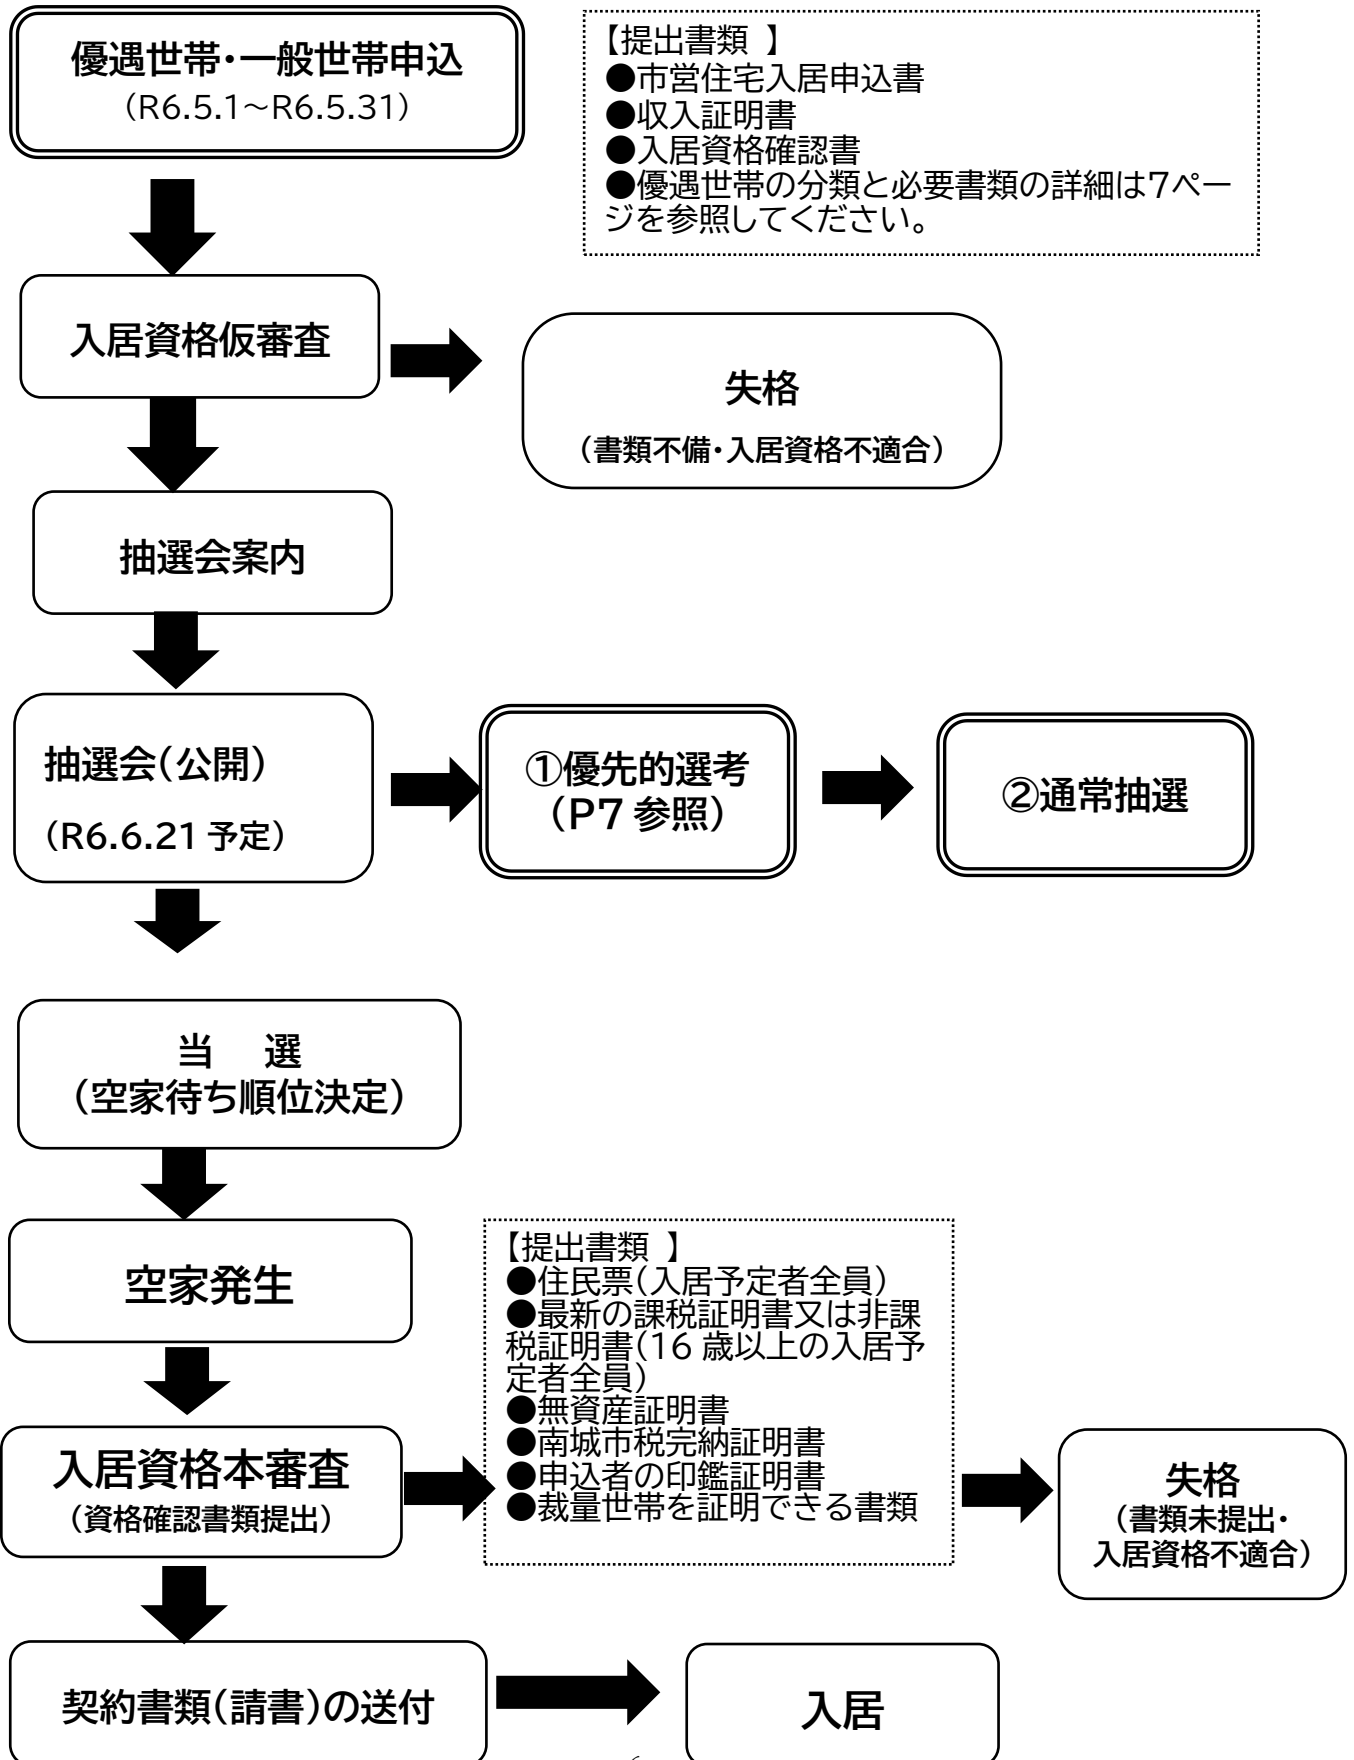 優遇世帯・一般世帯申込
（R6.5.1～R6.5.31）
【提出書類 】
●市営住宅入居申込書
●収入証明書
●入居資格確認書
●優遇世帯の分類と必要書類の詳細は7ペー
ジを参照してください。
入居資格仮審査
失格
（書類不備・入居資格不適合）
抽選会案内
抽選会（公開）
（R6.6.21 予定）
①優先的選考
（P7 参照）
②通常抽選
当　選
（空家待ち順位決定）
空家発生
【提出書類 】
●住民票（入居予定者全員）
●最新の課税証明書又は非課
税証明書（16 歳以上の入居予
定者全員）
●無資産証明書
●南城市税完納証明書
●申込者の印鑑証明書
●裁量世帯を証明できる書類
入居資格本審査
（資格確認書類提出）
失格
（書類未提出・
入居資格不適合）
契約書類（請書）の送付
入居